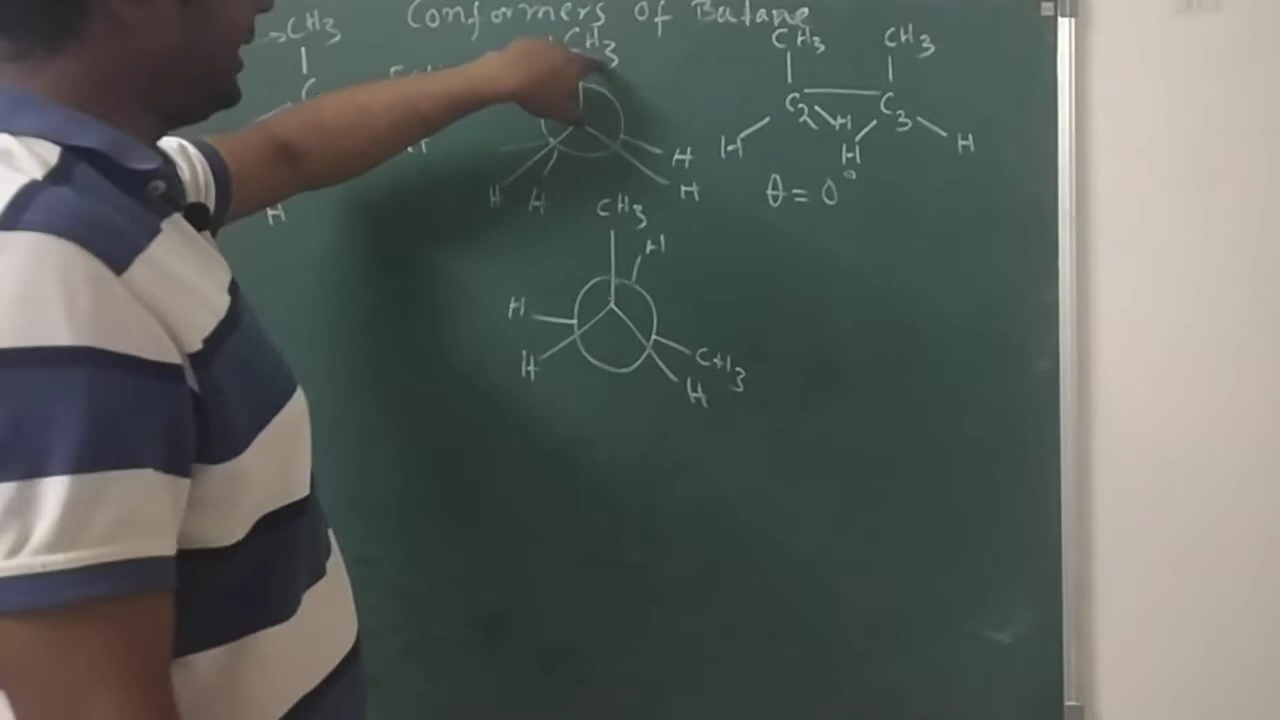 Conformers of Butane
CH3
C
H
CH3
H H
H
H
CH3 CH3
C2 C3
H H H H
θ = 0°
CH3
H
H
H
CH3
H